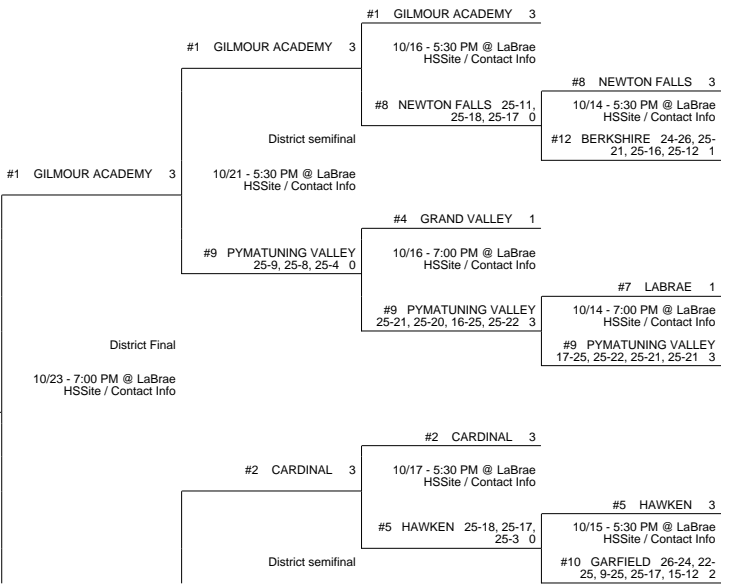 #1 GILMOUR ACADEMY 3
10/16 - 5:30 PM @ LaBrae
HSSite / Contact Info
#1 GILMOUR ACADEMY 3
#8 NEWTON FALLS 3
10/14 - 5:30 PM @ LaBrae
HSSite / Contact Info
#8 NEWTON FALLS 25-11,
25-18, 25-17 0
#12 BERKSHIRE 24-26, 25-
21, 25-16, 25-12 1
District semifinal
10/21 - 5:30 PM @ LaBrae
HSSite / Contact Info
#1 GILMOUR ACADEMY 3
#4 GRAND VALLEY 1
10/16 - 7:00 PM @ LaBrae
HSSite / Contact Info
#9 PYMATUNING VALLEY
25-9, 25-8, 25-4 0
#7 LABRAE 1
10/14 - 7:00 PM @ LaBrae
HSSite / Contact Info
#9 PYMATUNING VALLEY
25-21, 25-20, 16-25, 25-22 3
#9 PYMATUNING VALLEY
17-25, 25-22, 25-21, 25-21 3
District Final
10/23 - 7:00 PM @ LaBrae
HSSite / Contact Info
#2 CARDINAL 3
10/17 - 5:30 PM @ LaBrae
HSSite / Contact Info
#2 CARDINAL 3
#5 HAWKEN 3
10/15 - 5:30 PM @ LaBrae
HSSite / Contact Info
#5 HAWKEN 25-18, 25-17,
25-3 0
#10 GARFIELD 26-24, 22-
25, 9-25, 25-17, 15-12 2
District semifinal